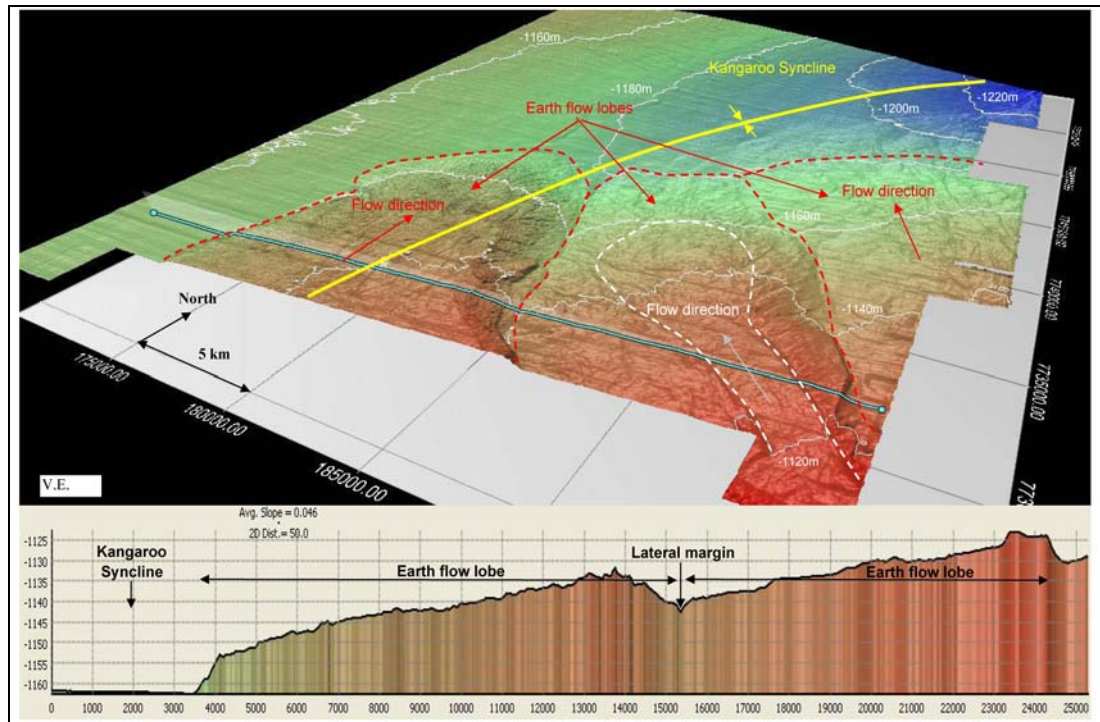 -1160m
Kangaroo Syncline
-1180m
-1200m
-1220m
Earth flow lobes
Flow direction
Flow direction
-1160m
North
Flow direction
-1140m
5 km
175000.00
180000.00
185000.00
7735000.00
-1120m
V.E.
Avg. Slope = 0.046
2D Dist.= 50.0
-1125
-1130
-1135
-1140
-1145
-1150
-1155
-1160
Kangaroo
Syncline
Earth flow lobe
Lateral margin
Earth flow lobe
0 1000 2000 3000 4000 5000 6000 7000 8000 9000 10000 11000 12000 13000 14000 15000 16000 17000 18000 19000 20000 21000 22000 23000 24000 25300